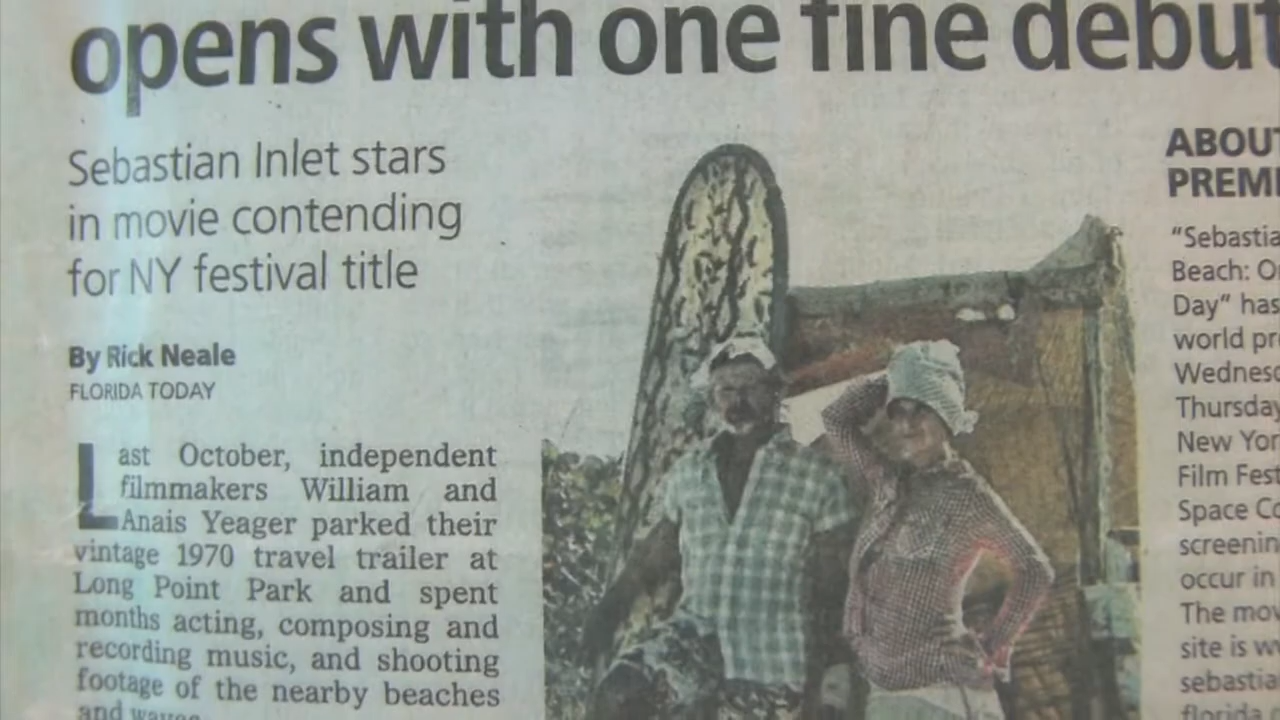 opens with one fine debut
Sebastian Inlet stars
in movie contending
for NY festival title
By Rick Neale
FLORIDA TODAY
Last October, independent
filmmakers William and
Anais Yeager parked their
vintage 1970 travel trailer at
Long Point Park and spent
months acting, composing and
recording music, and shooting
footage of the nearby beaches
and
ABOUT
PREMI
"Sebastia
Beach: O
Day" has
world pr
Wednesd
Thursday
New Yor
Film Fest
Space Co
screenin
occur in
The mov
site is w
sebastia
florida